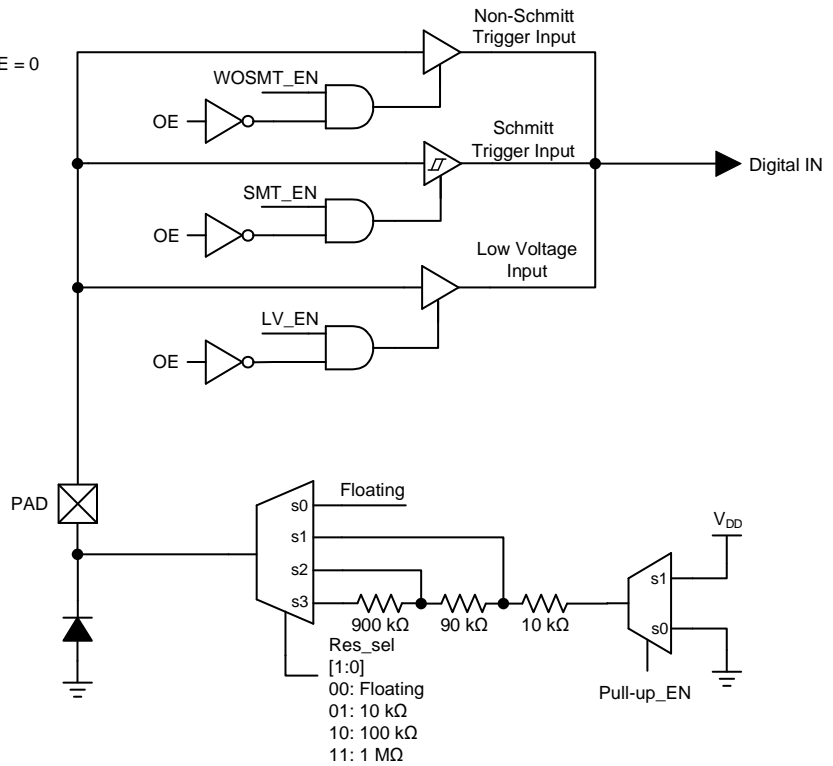 Non-Schmitt
Trigger Input
E = 0
WOSMT_EN
OE
Schmitt
Trigger Input
Digital IN
SMT_EN
OE
Low Voltage
Input
LV_EN
OE
PAD
Floating
s0
s1
s2
s3
900 kΩ
90 kΩ
10 kΩ
VDD
s1
s0
Pull-up_EN
Res_sel
[1:0]
00: Floating
01: 10 kΩ
10: 100 kΩ
11: 1 MΩ